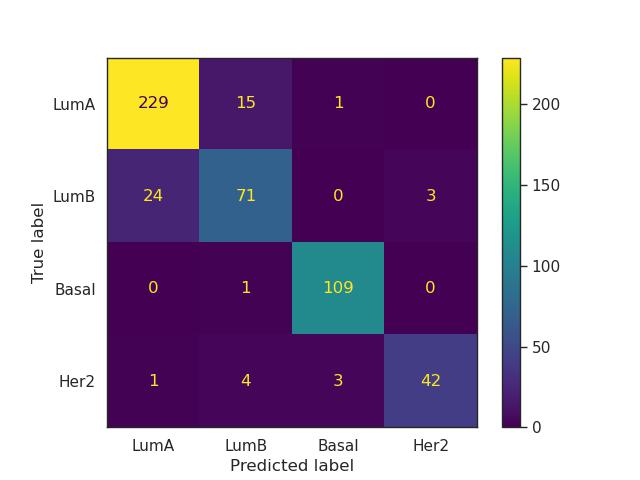 LumA 229 15 1 0
LumB 24 71 0 3
Basal 0 1 109 0
Her2 1 4 3 42
LumA LumB Basal Her2
Predicted label
True label
200
150
100
50
0